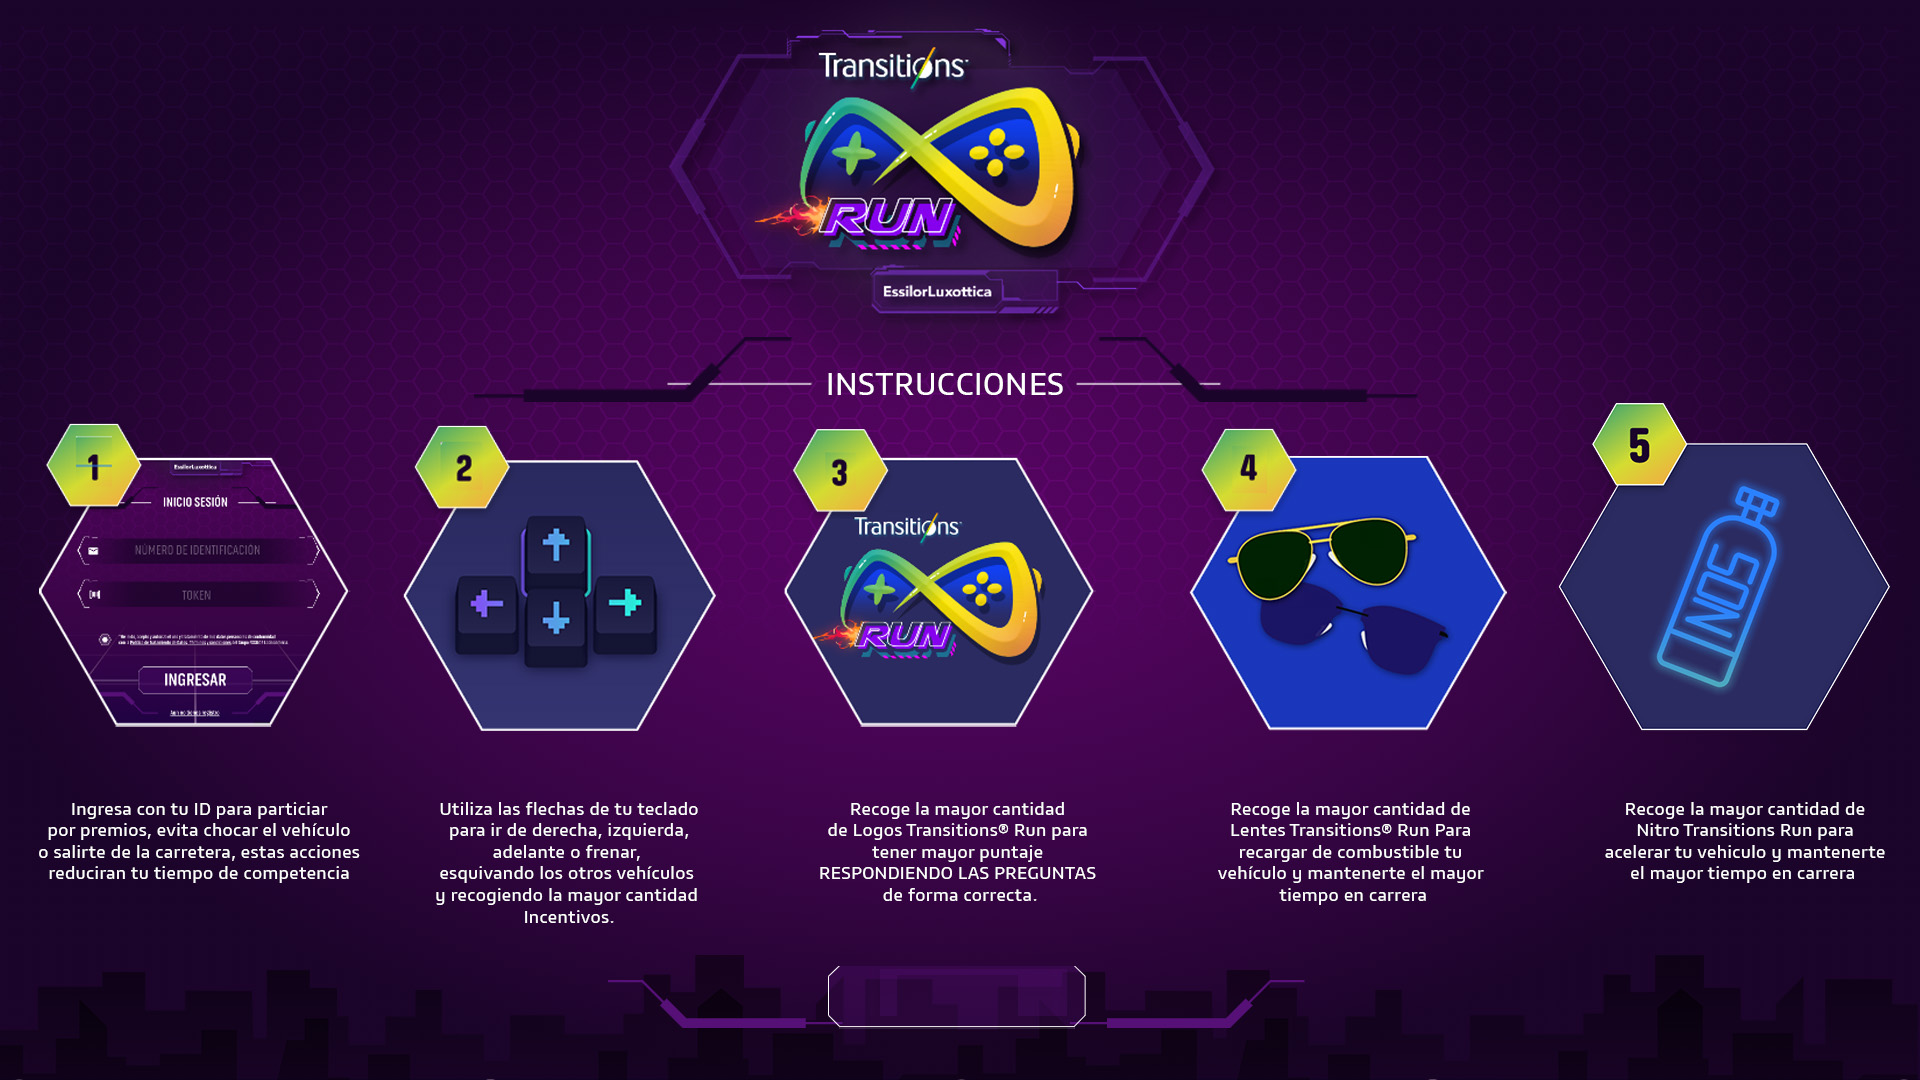 Transitions™
RUN
EssilorLuxottica
INSTRUCCIONES
1
EssilorLuxottica
INICIO SESIÓN
NÚMERO DE IDENTIFICACIÓN
TOKEN
INGRESAR
Ingresa con tu ID para particiar
por premios, evita chocar el vehículo
o salirte de la carretera, estas acciones
reduciran tu tiempo de competencia
2
Utiliza las flechas de tu teclado
para ir de derecha, izquierda,
adelante o frenar,
esquivando los otros vehículos
y recogiendo la mayor cantidad
Incentivos.
3
Transitions™
RUN
Recoge la mayor cantidad
de Logos Transitions® Run para
tener mayor puntaje
RESPONDIENDO LAS PREGUNTAS
de forma correcta.
4
Recoge la mayor cantidad de
Lentes Transitions® Run Para
recargar de combustible tu
vehículo y mantenerte el mayor
tiempo en carrera
5
NOS
Recoge la mayor cantidad de
Nitro Transitions Run para
acelerar tu vehiculo y mantenerte
el mayor tiempo en carrera